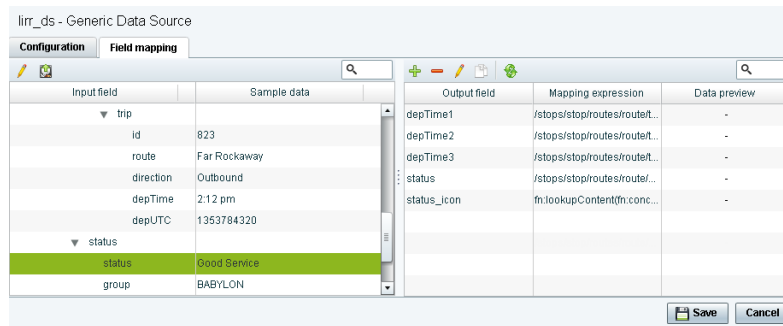 lirr_ds - Generic Data Source
Configuration Field mapping
Input field Sample data Output field Mapping expression Data preview
trip depTime1 /stops/stop/routes/route/t... -
id 823 depTime2 /stops/stop/routes/route/t... -
route Far Rockaway depTime3 /stops/stop/routes/route/t... -
direction Outbound status /stops/stop/routes/route/... -
depTime 2:12 pm status_icon fn:lookupContent(fn:conc... -
depUTC 1353784320
status
status Good Service
group BABYLON
Save Cancel